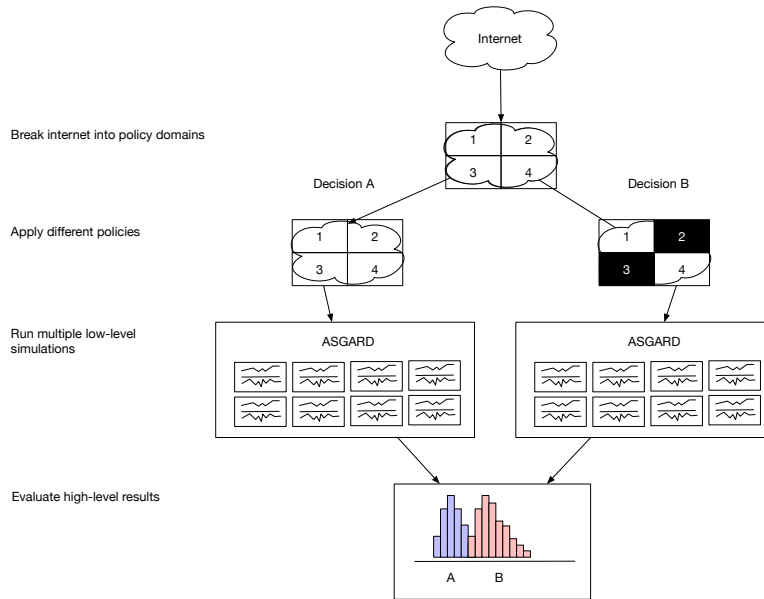 Internet
Break internet into policy domains
1 2
3 4
Decision A
Decision B
Apply different policies
1 2
3 4
1 2
3 4
Run multiple low-level
simulations
ASGARD
ASGARD
Evaluate high-level results
A B